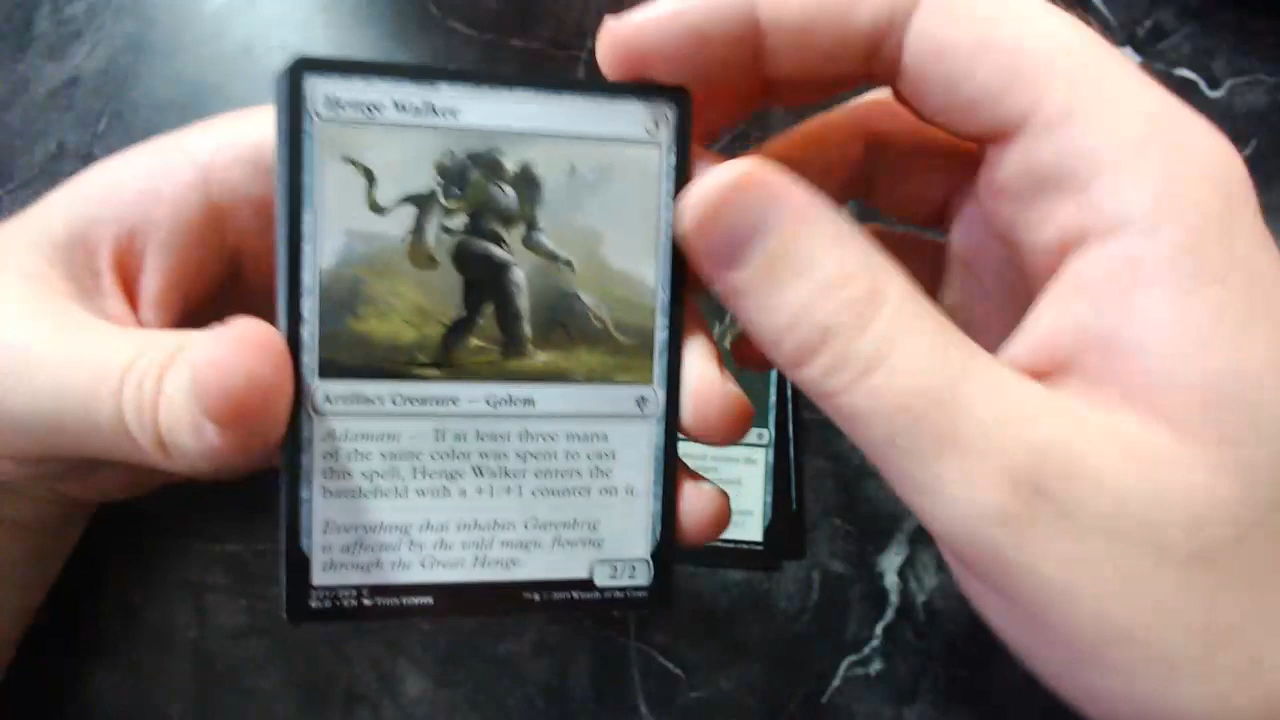 Henge Walker
Artifact Creature — Golem
Adamant — If at least three mana
of the same color was spent to cast
this spell, Henge Walker enters the
battlefield with a +1/+1 counter on it.
Everything that inhabits Garenbrig
is affected by the wild magic flowing
through the Great Henge.
2/2
ELD • EN